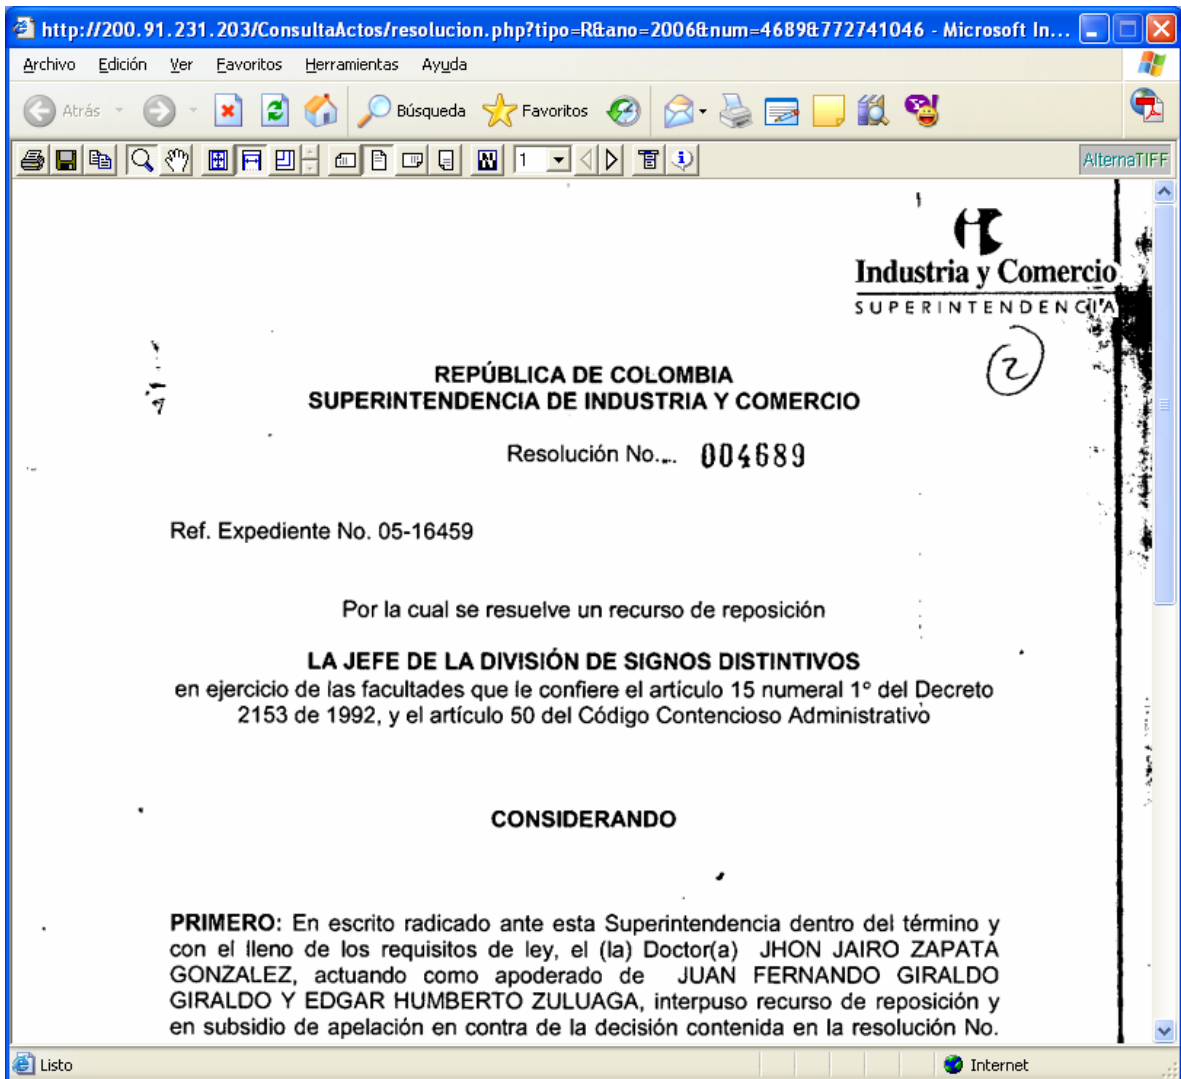 http://200.91.231.203/ConsultaActos/resolucion.php?tipo=R&ano=2006&num=4689&772741046 - Microsoft In...
Archivo Edición Ver Favoritos Herramientas Ayuda
Atrás Búsqueda Favoritos
1 AlternaTIFF
Industria y Comercio
SUPERINTENDENCIA
2
REPÚBLICA DE COLOMBIA
SUPERINTENDENCIA DE INDUSTRIA Y COMERCIO
Resolución No. 004689
Ref. Expediente No. 05-16459
Por la cual se resuelve un recurso de reposición
LA JEFE DE LA DIVISIÓN DE SIGNOS DISTINTIVOS
en ejercicio de las facultades que le confiere el artículo 15 numeral 1º del Decreto
2153 de 1992, y el artículo 50 del Código Contencioso Administrativo
CONSIDERANDO
PRIMERO: En escrito radicado ante esta Superintendencia dentro del término y
con el lleno de los requisitos de ley, el (la) Doctor(a) JHON JAIRO ZAPATA
GONZALEZ, actuando como apoderado de JUAN FERNANDO GIRALDO
GIRALDO Y EDGAR HUMBERTO ZULUAGA, interpuso recurso de reposición y
en subsidio de apelación en contra de la decisión contenida en la resolución No.
Listo Internet